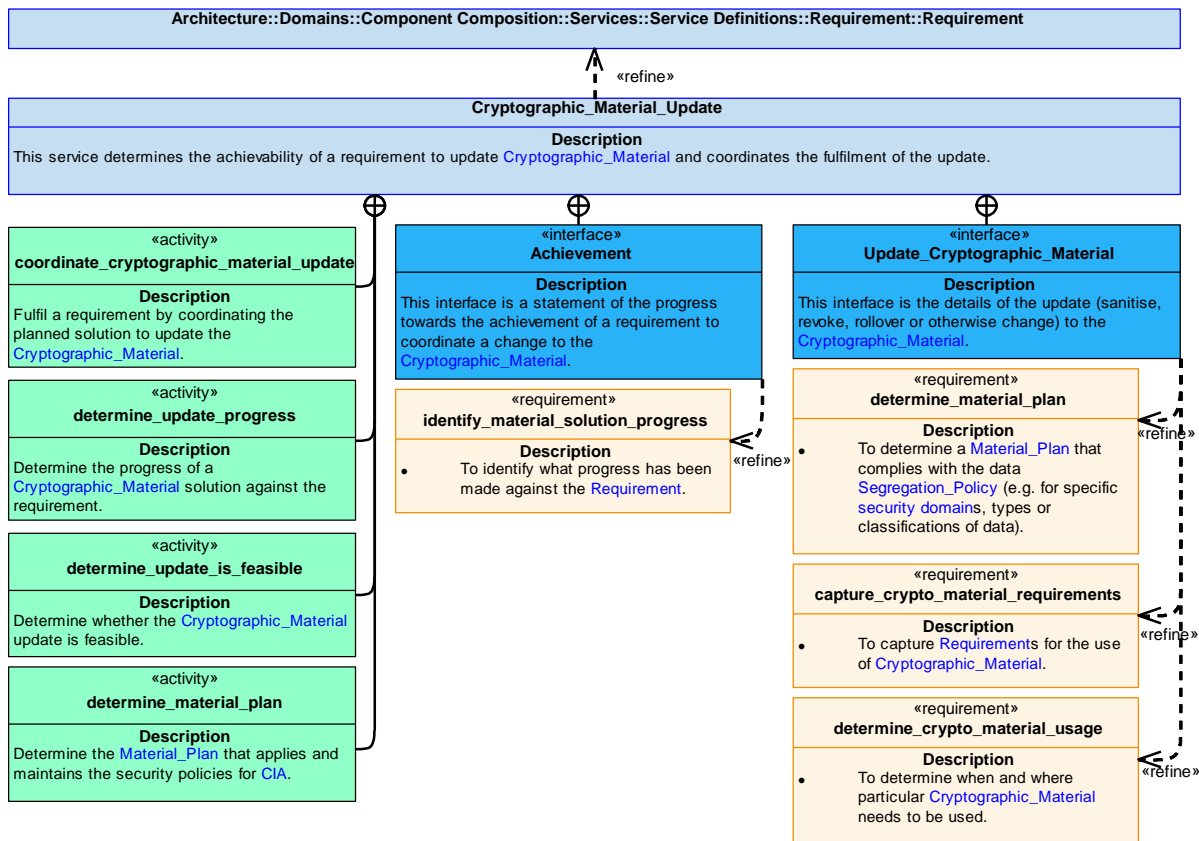 Architecture::Domains::Component Composition::Services::Service Definitions::Requirement::Requirement
«refine»
Cryptographic_Material_Update
Description
This service determines the achievability of a requirement to update Cryptographic_Material and coordinates the fulfilment of the update.
«activity»
coordinate_cryptographic_material_update
Description
Fulfil a requirement by coordinating the
planned solution to update the
Cryptographic_Material.
«activity»
determine_update_progress
Description
Determine the progress of a
Cryptographic_Material solution against the
requirement.
«activity»
determine_update_is_feasible
Description
Determine whether the Cryptographic_Material
update is feasible.
«activity»
determine_material_plan
Description
Determine the Material_Plan that applies and
maintains the security policies for CIA.
«interface»
Achievement
Description
This interface is a statement of the progress
towards the achievement of a requirement to
coordinate a change to the
Cryptographic_Material.
«requirement»
identify_material_solution_progress
Description
• To identify what progress has been
made against the Requirement.
«refine»
«interface»
Update_Cryptographic_Material
Description
This interface is the details of the update (sanitise,
revoke, rollover or otherwise change) to the
Cryptographic_Material.
«requirement»
determine_material_plan
Description
• To determine a Material_Plan that
complies with the data
Segregation_Policy (e.g. for specific
security domains, types or
classifications of data).
«refine»
«requirement»
capture_crypto_material_requirements
Description
• To capture Requirements for the use
of Cryptographic_Material.
«refine»
«requirement»
determine_crypto_material_usage
Description
• To determine when and where
particular Cryptographic_Material
needs to be used.
«refine»